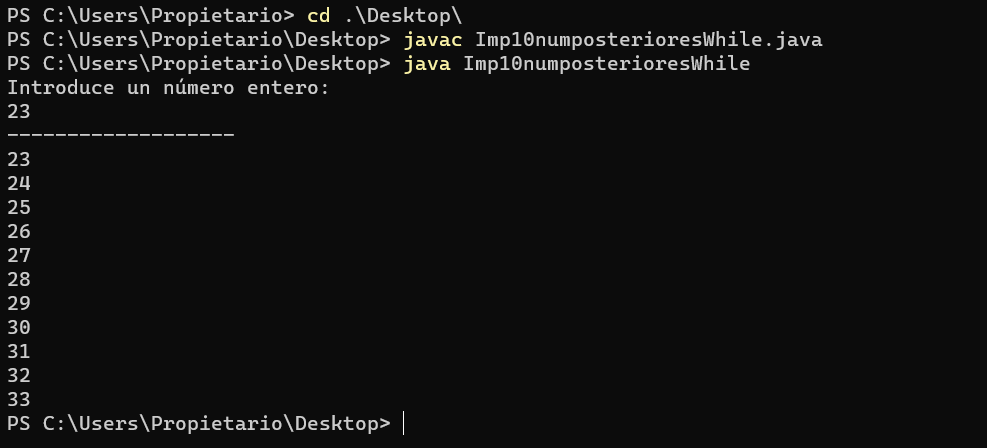 PS C:\Users\Propietario> cd .\Desktop\
PS C:\Users\Propietario\Desktop> javac Imp10numposterioresWhile.java
PS C:\Users\Propietario\Desktop> java Imp10numposterioresWhile
Introduce un número entero:
23
-------------------
23
24
25
26
27
28
29
30
31
32
33
PS C:\Users\Propietario\Desktop>